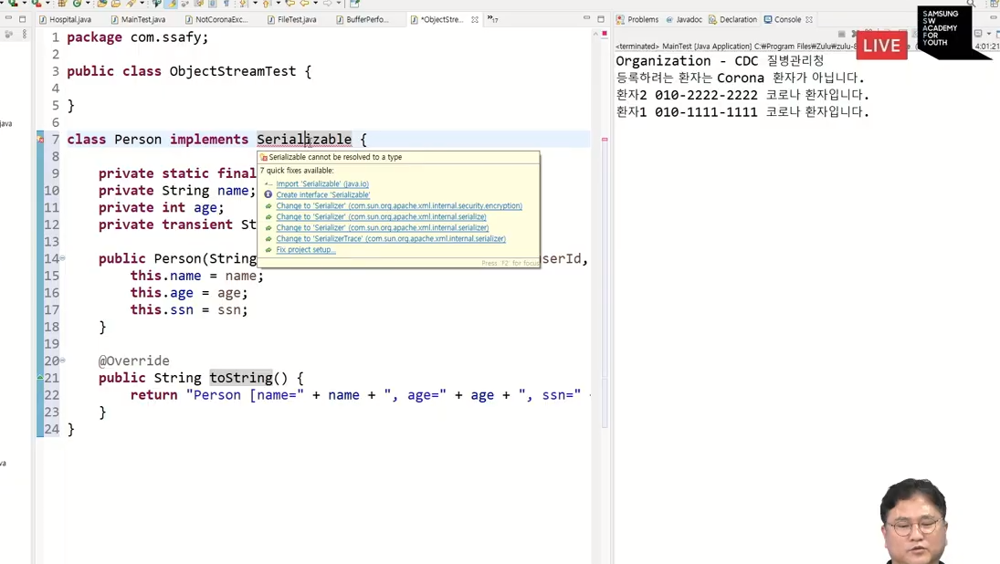 Hospital.java
MainTest.java
NotCoronaExc...
FileTest.java
BufferPerfo...
*ObjectStre...
»17
Problems
Javadoc
Declaration
Console
<terminated> MainTest [Java Application] C:\Program Files\Zulu\zulu-8
4:01:21
LIVE
SAMSUNG
SW
ACADEMY
FOR
YOUTH
java
va
1 package com.ssafy;
2
3 public class ObjectStreamTest {
4
5 }
6
7 class Person implements Serializable {
8
private static final
10 private String name;
11 private int age;
12 private transient St
13
14 public Person(String
serId,
15 this.name = name;
16 this.age = age;
17 this.ssn = ssn;
18 }
19
20 @Override
21 public String toString() {
22 return "Person [name=" + name + ", age=" + age + ", ssn=" +
23 }
24 }
Serializable cannot be resolved to a type
7 quick fixes available:
Import 'Serializable' (java.io)
Create interface 'Serializable'
Change to 'Serializer' (com.sun.org.apache.xml.internal.security.encryption)
Change to 'Serializer' (com.sun.org.apache.xml.internal.serialize)
Change to 'Serializer' (com.sun.org.apache.xml.internal.serializer)
Change to 'SerializerTrace' (com.sun.org.apache.xml.internal.serializer)
Fix project setup...
Press 'F2' for focus
Organization - CDC 질병관리청
등록하려는 환자는 Corona 환자가 아닙니다.
환자2 010-2222-2222 코로나 환자입니다.
환자1 010-1111-1111 코로나 환자입니다.